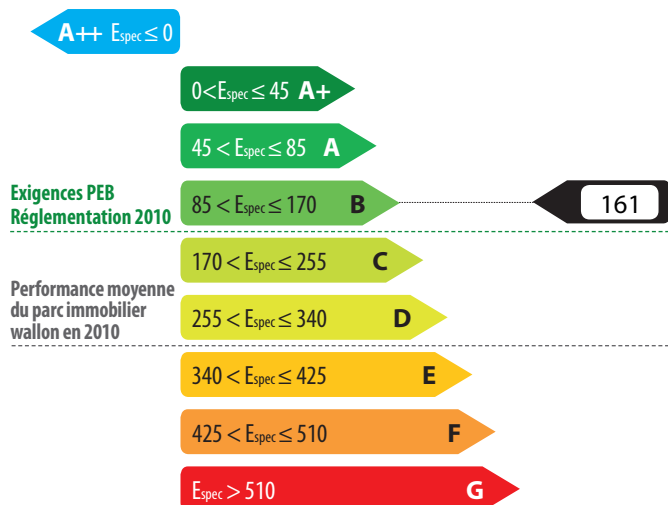 A++ Espec ≤ 0
0<Espec ≤ 45 A+
45 < Espec ≤ 85 A
Exigences PEB
Réglementation 2010
85 < Espec ≤ 170 B
161
170 < Espec ≤ 255 C
Performance moyenne
du parc immobilier
wallon en 2010
255 < Espec ≤ 340 D
340 < Espec ≤ 425 E
425 < Espec ≤ 510 F
Espec > 510 G